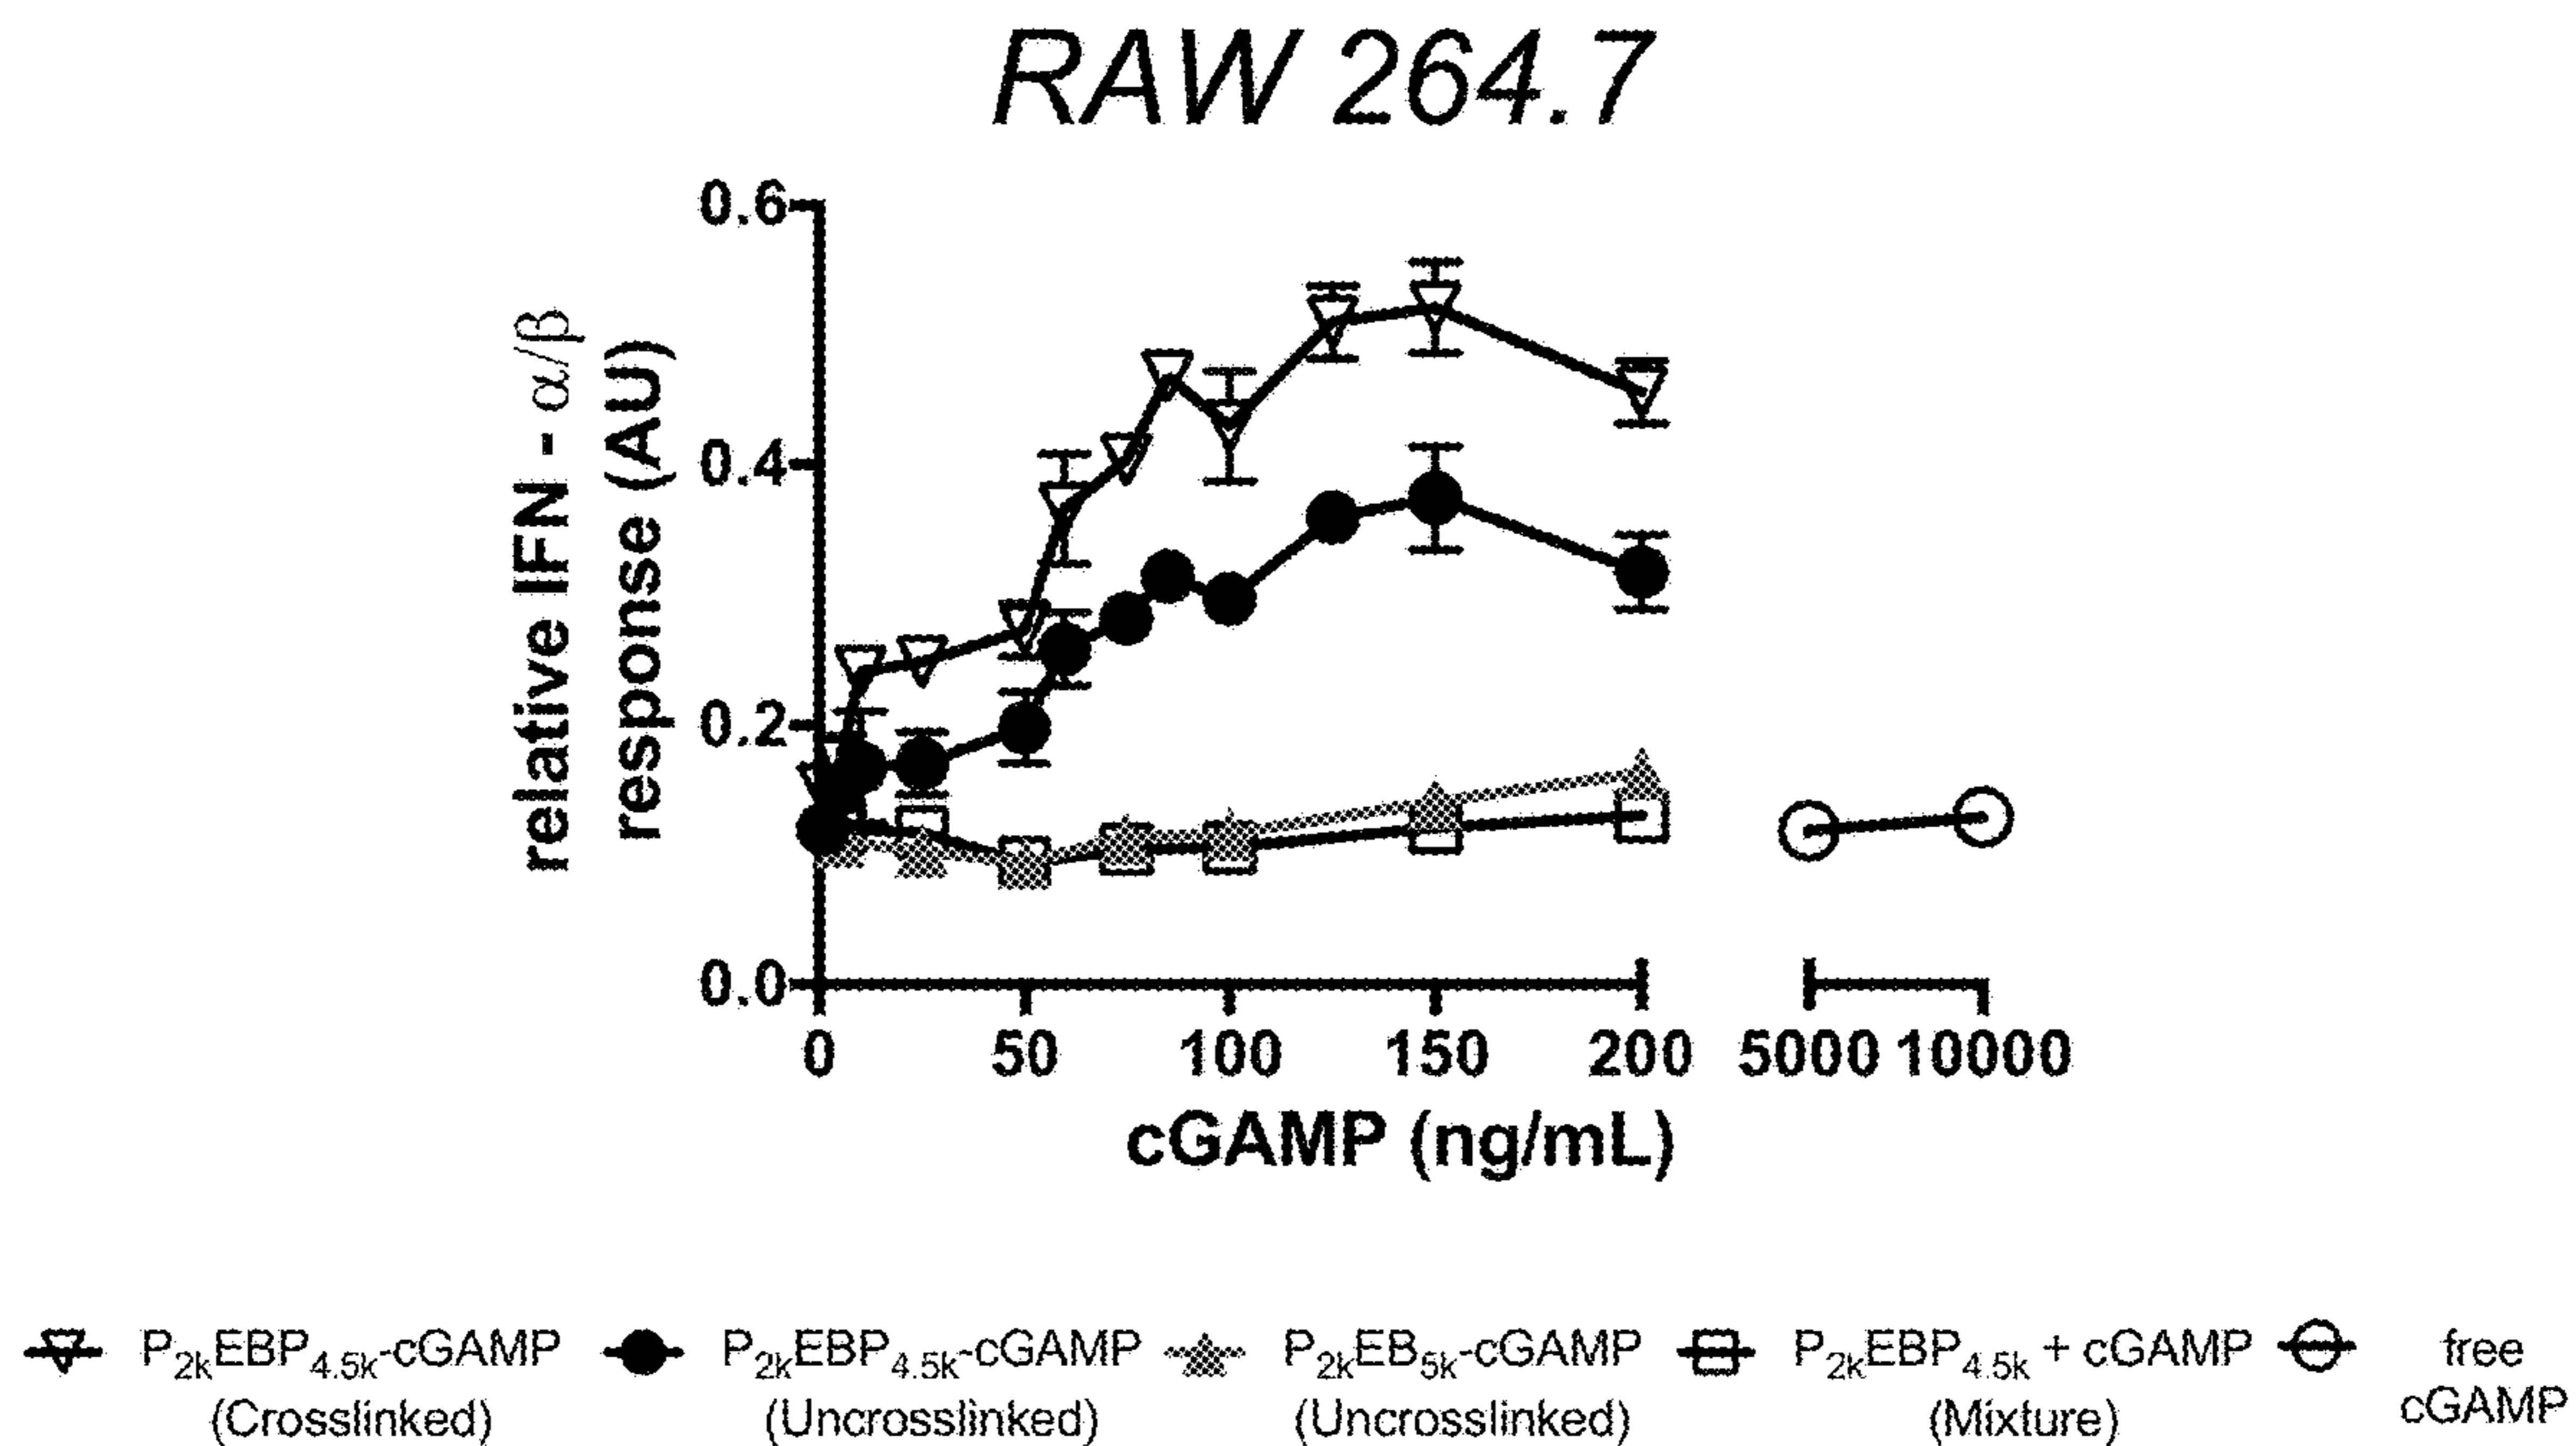 RAW 264.7
relative IFN - α/β
response (AU)
0.6
0.4
0.2
0.0
0 50 100 150 200 5000 10000
cGAMP (ng/mL)
P2kEBP4.5k-cGAMP
(Crosslinked)
P2kEBP4.5k-cGAMP
(Uncrosslinked)
P2kEB5k-cGAMP
(Uncrosslinked)
P2kEBP4.5k + cGAMP
(Mixture)
free
cGAMP